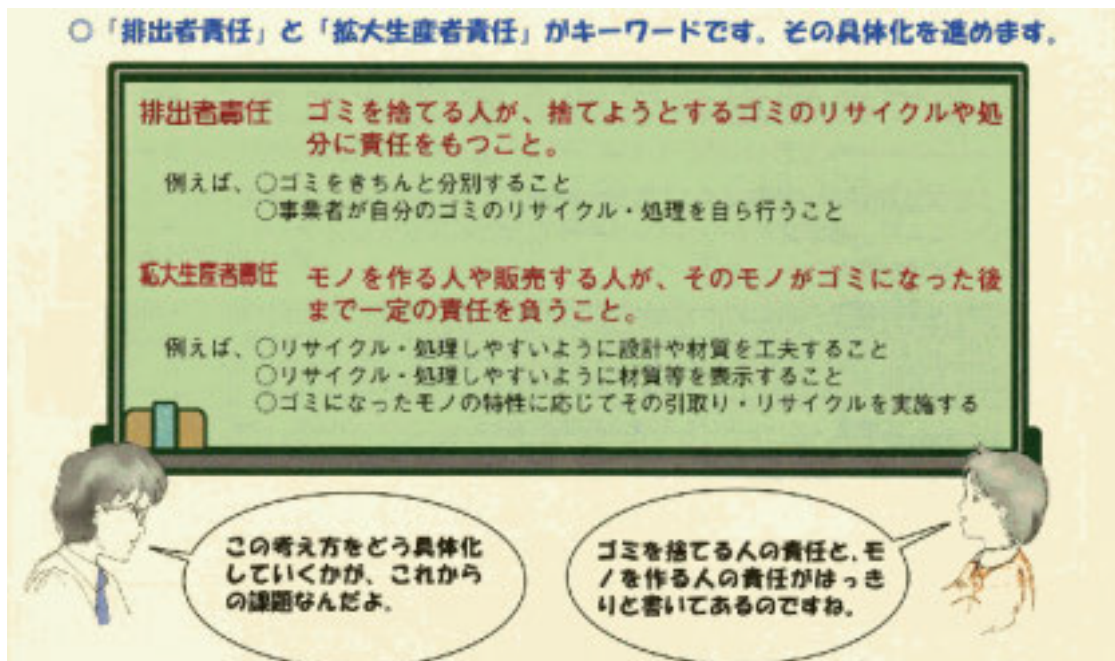 ○「排出者責任」と「拡大生産者責任」がキーワードです。その具体化を進めます。
排出者責任 ゴミを捨てる人が、捨てようとするゴミのリサイクルや処
分に責任をもつこと。
例えば、○ゴミをきちんと分別すること
○事業者が自分のゴミのリサイクル・処理を自ら行うこと
拡大生産者責任 モノを作る人や販売する人が、そのモノがゴミになった後
まで一定の責任を負うこと。
例えば、○リサイクル・処理しやすいように設計や材質を工夫すること
○リサイクル・処理しやすいように材質等を表示すること
○ゴミになったモノの特性に応じてその引取り・リサイクルを実施する
この考え方をどう具体化
していくかが、これから
の課題なんだよ。
ゴミを捨てる人の責任と、モ
ノを作る人の責任がはっき
りと書いてあるのですね。